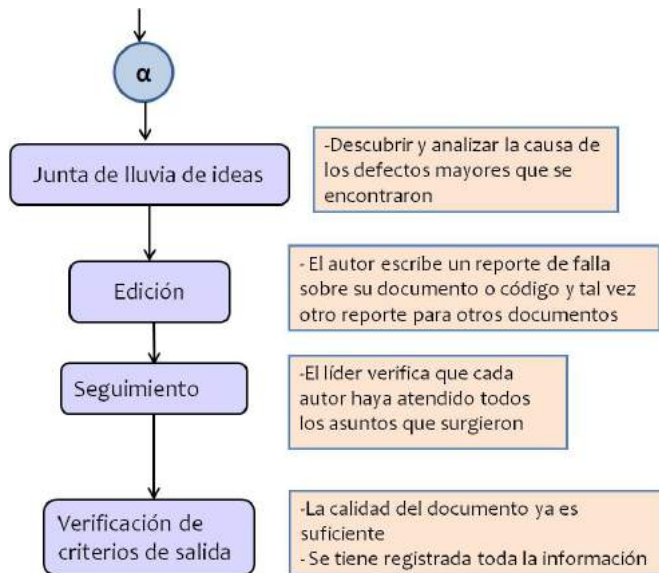 α
Junta de lluvia de ideas
-Descubrir y analizar la causa de
los defectos mayores que se
encontraron
Edición
- El autor escribe un reporte de falla
sobre su documento o código y tal vez
otro reporte para otros documentos
Seguimiento
-El líder verifica que cada
autor haya atendido todos
los asuntos que surgieron
Verificación de
criterios de salida
-La calidad del documento ya es
suficiente
- Se tiene registrada toda la información